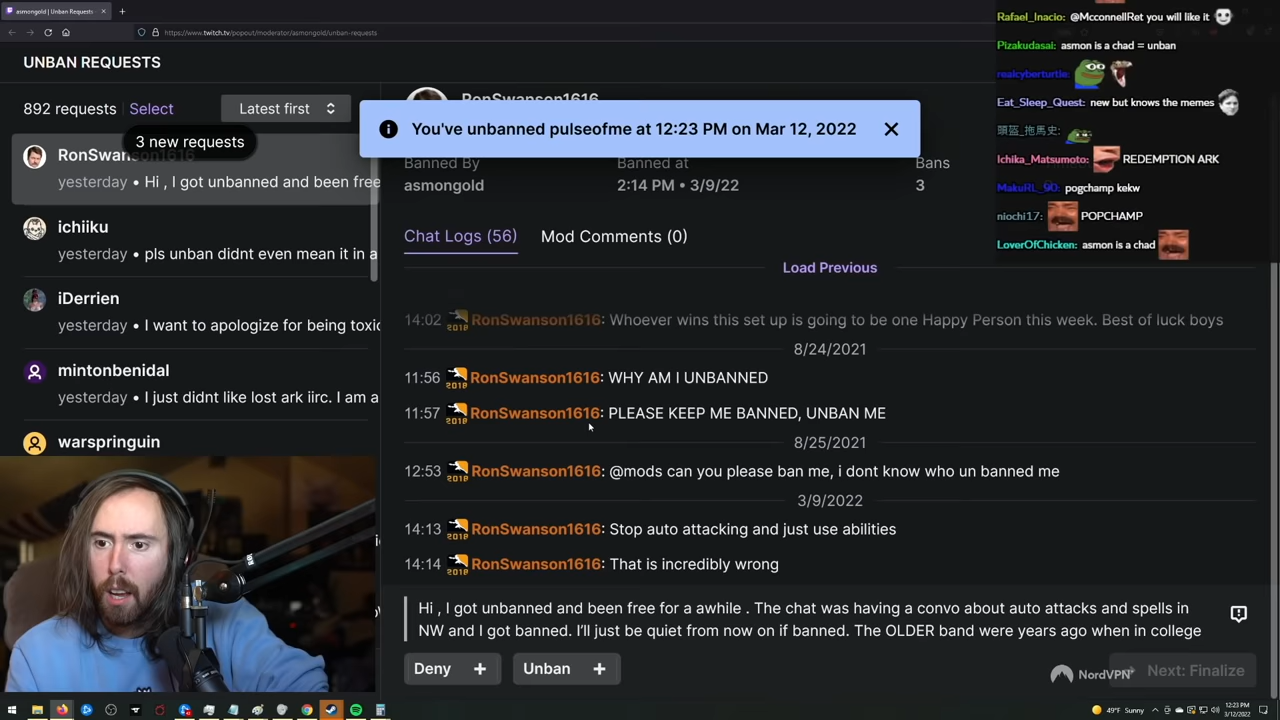 asmongold | Unban Requests
https://www.twitch.tv/popout/moderator/asmongold/unban-requests
UNBAN REQUESTS
892 requests
Select
Latest first
3 new requests
RonSwanson1616
yesterday • Hi , I got unbanned and been free
ichiiku
yesterday • pls unban didnt even mean it in a
iDerrien
yesterday • I want to apologize for being toxic
mintonbenidal
yesterday • I just didnt like lost ark iirc. I am a
warspringuin
RonSwanson1616
You've unbanned pulseofme at 12:23 PM on Mar 12, 2022
Banned By
asmongold
Banned at
2:14 PM • 3/9/22
Bans
3
Chat Logs (56)
Mod Comments (0)
Load Previous
14:02 RonSwanson1616: Whoever wins this set up is going to be one Happy Person this week. Best of luck boys
8/24/2021
11:56 RonSwanson1616: WHY AM I UNBANNED
11:57 RonSwanson1616: PLEASE KEEP ME BANNED, UNBAN ME
8/25/2021
12:53 RonSwanson1616: @mods can you please ban me, i dont know who un banned me
3/9/2022
14:13 RonSwanson1616: Stop auto attacking and just use abilities
14:14 RonSwanson1616: That is incredibly wrong
Hi , I got unbanned and been free for a awhile . The chat was having a convo about auto attacks and spells in
NW and I got banned. I'll just be quiet from now on if banned. The OLDER band were years ago when in college
Deny +
Unban +
NordVPN
Next: Finalize
Rafael_Inacio: @McconnellRet you will like it
Pizakudasai: asmon is a chad = unban
realcyberturtle:
Eat_Sleep_Quest: new but knows the memes
頭盔_拖馬史:
Ichika_Matsumoto: REDEMPTION ARK
MakuRL_90: pogchamp kekw
niochi17: POPCHAMP
LoverOfChicken: asmon is a chad
49°F Sunny
12:23 PM
3/12/2022